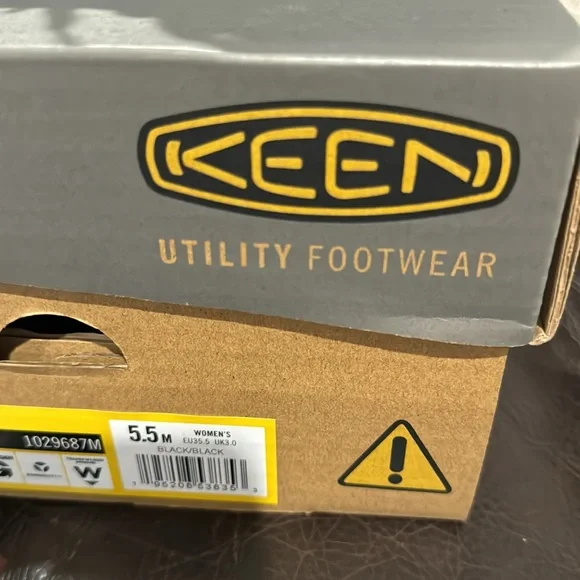 KEEN
UTILITY FOOTWEAR
1029687M
5.5 M
WOMEN'S
EU35.5 UK3.0
BLACK/BLACK
W